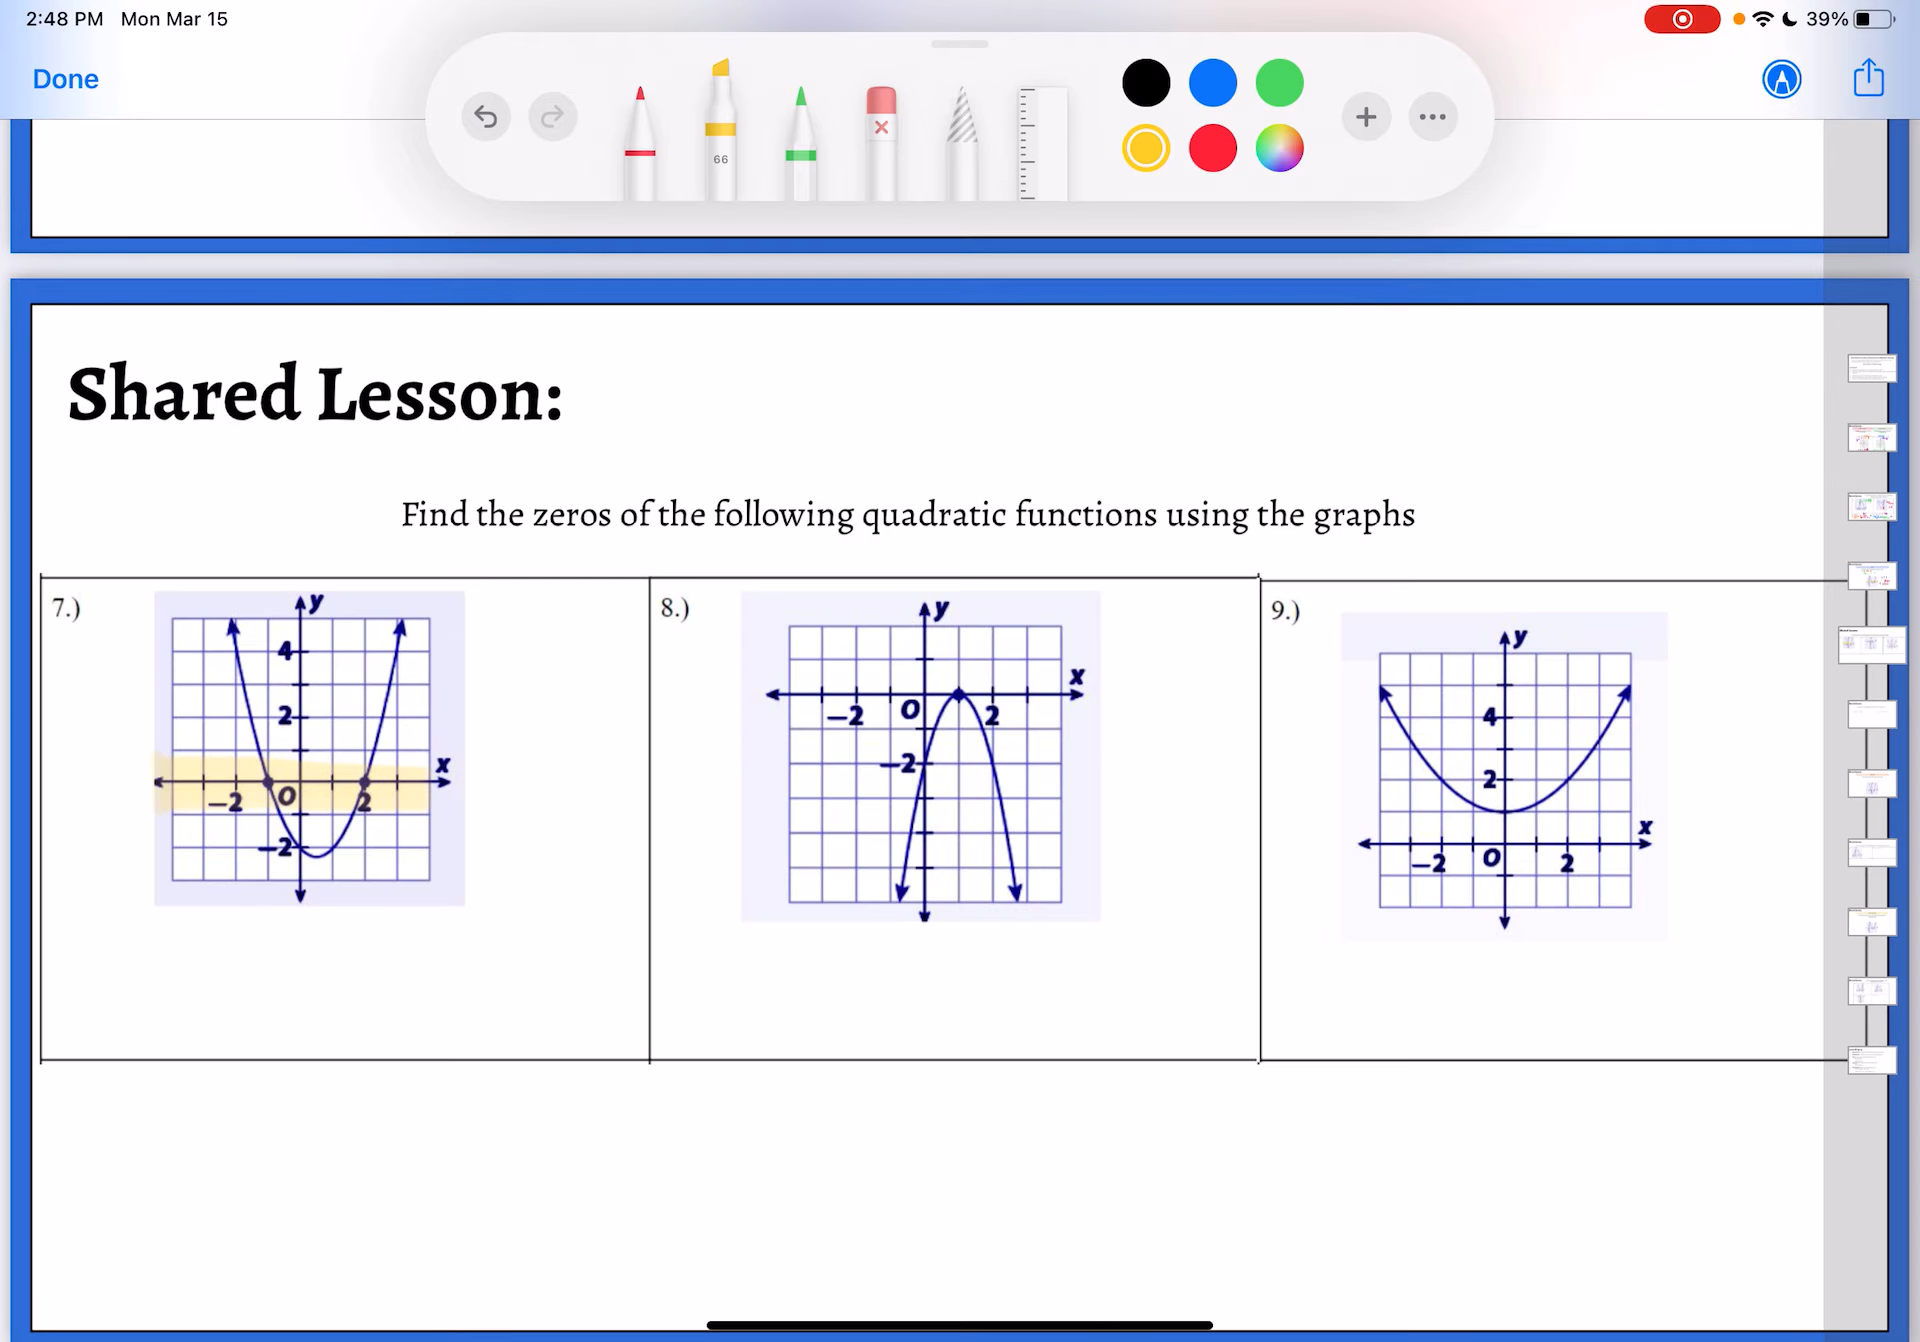 2:48 PM Mon Mar 15
39%
Done
66
Shared Lesson:
Find the zeros of the following quadratic functions using the graphs
7.)
y
4
2
x
−2
O
2
−2
8.)
y
x
−2
O
2
−2
9.)
y
4
2
x
−2
O
2